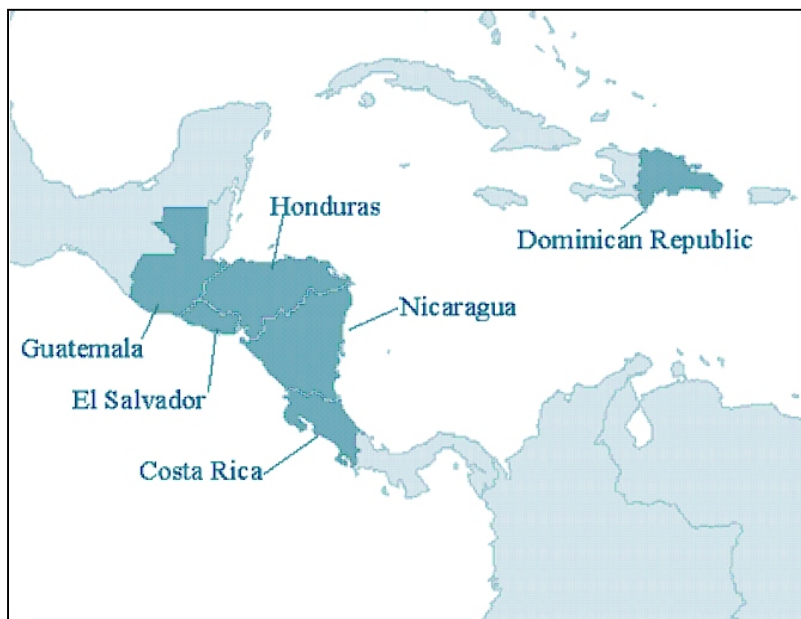 Honduras
Dominican Republic
Nicaragua
Guatemala
El Salvador
Costa Rica